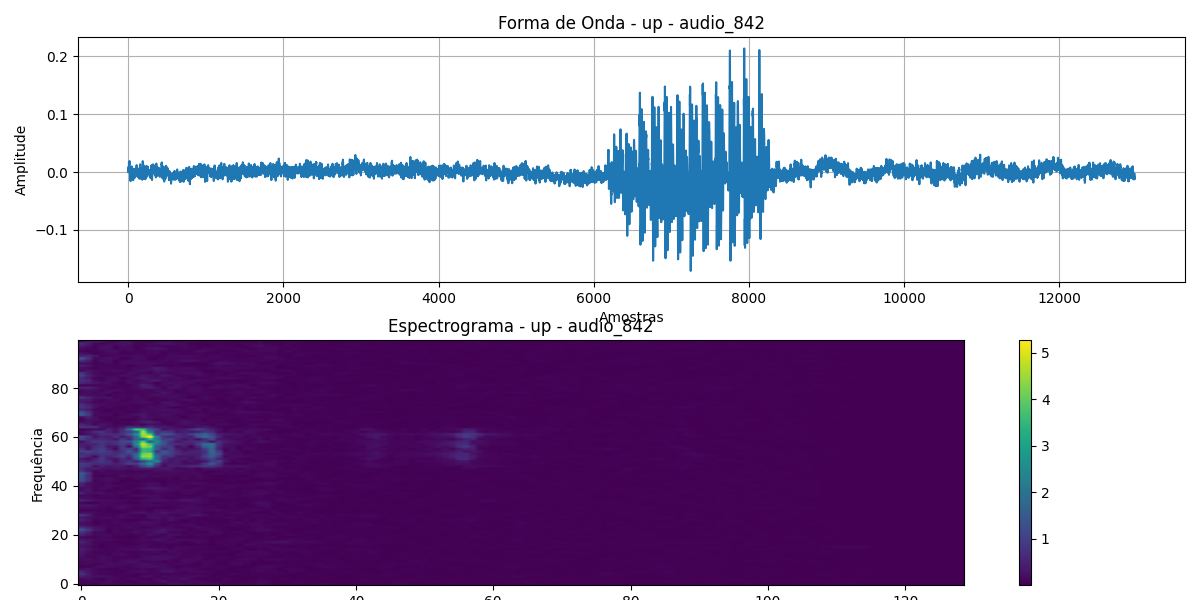 Forma de Onda - up - audio_842
0.2
0.1
0.0
−0.1
Amplitude
0 2000 4000 6000 8000 10000 12000
Amostras
Espectrograma - up - audio_842
80
60
40
20
0
Frequência
5
4
3
2
1
0 20 40 60 80 100 120